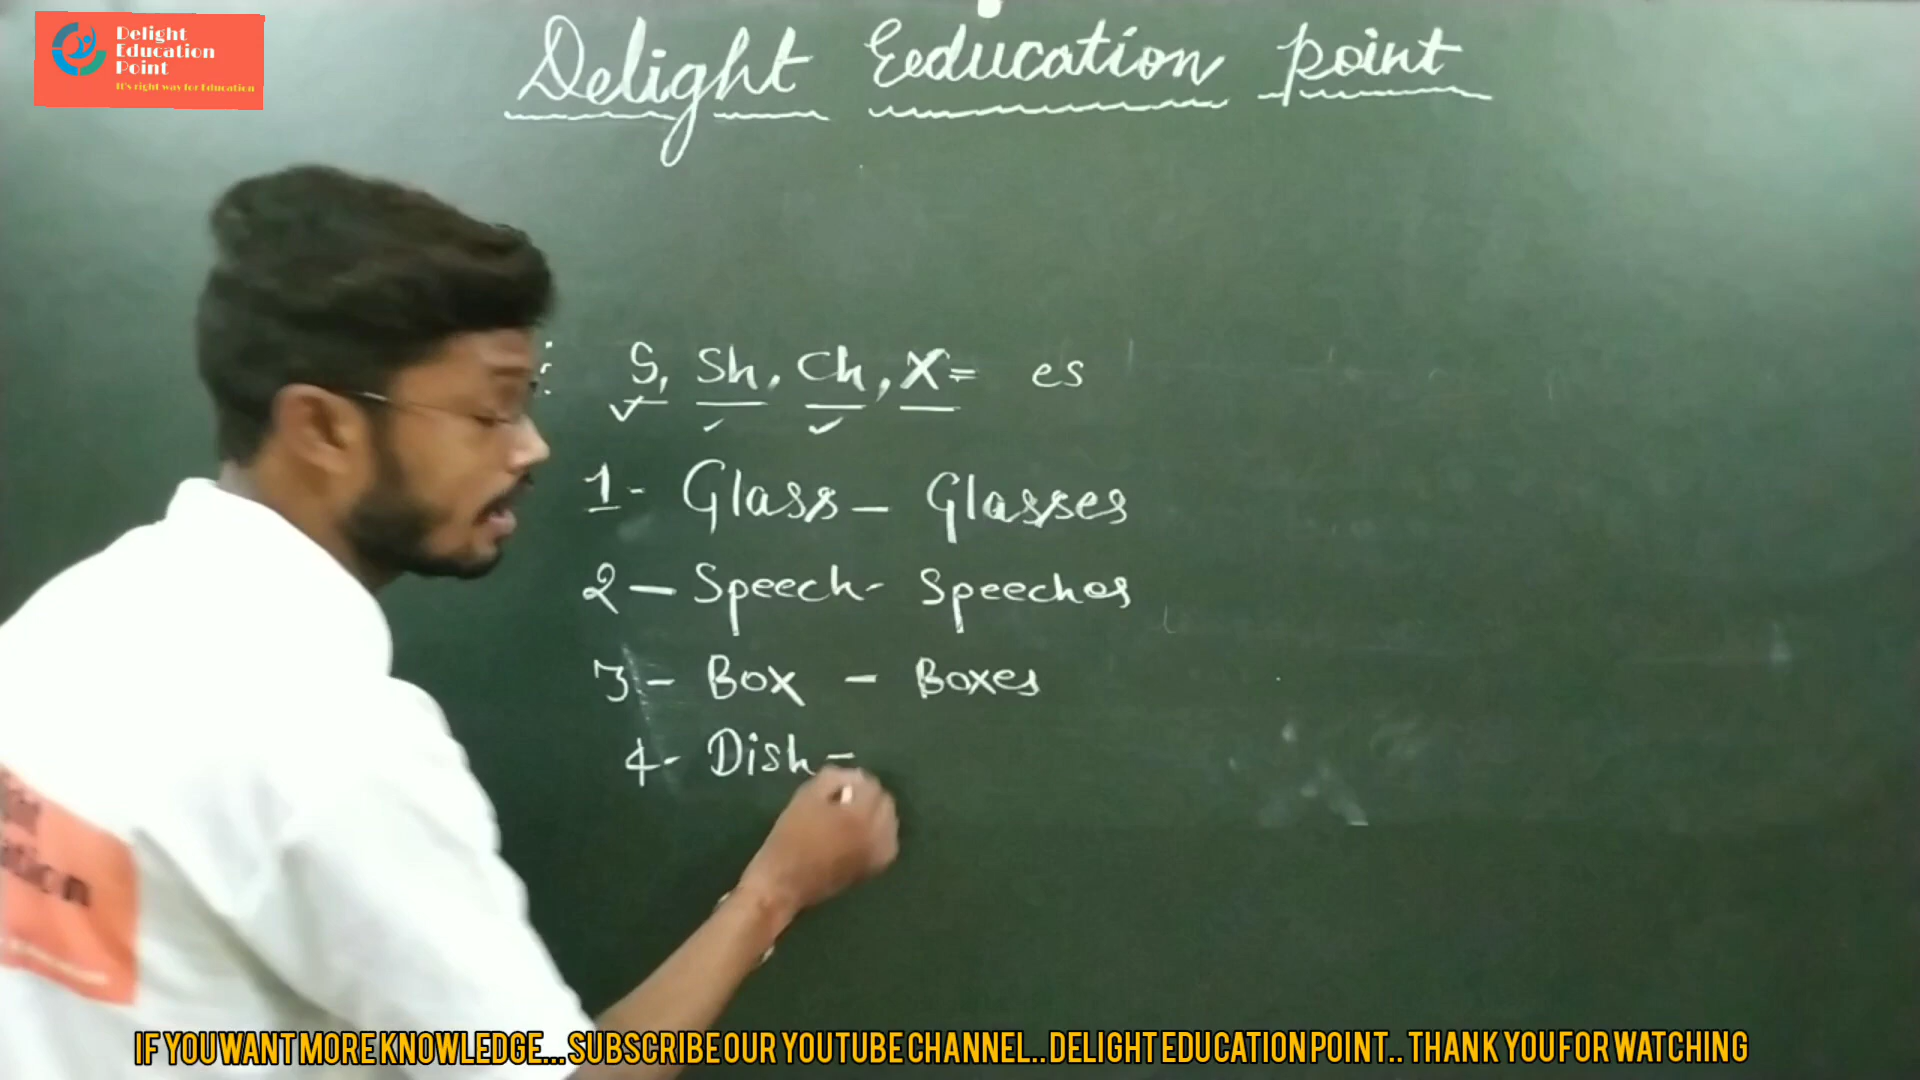 Delight
Eeducation
Point
It's right way for Education
Delight Eeducation Point
S, Sh, Ch, X = es
1- Glass - Glasses
2 - Speech - Speeches
3 - Box - Boxes
4- Dish -
IF YOU WANT MORE KNOWLEDGE... SUBSCRIBE OUR YOUTUBE CHANNEL.. DELIGHT EDUCATION POINT.. THANK YOU FOR WATCHING